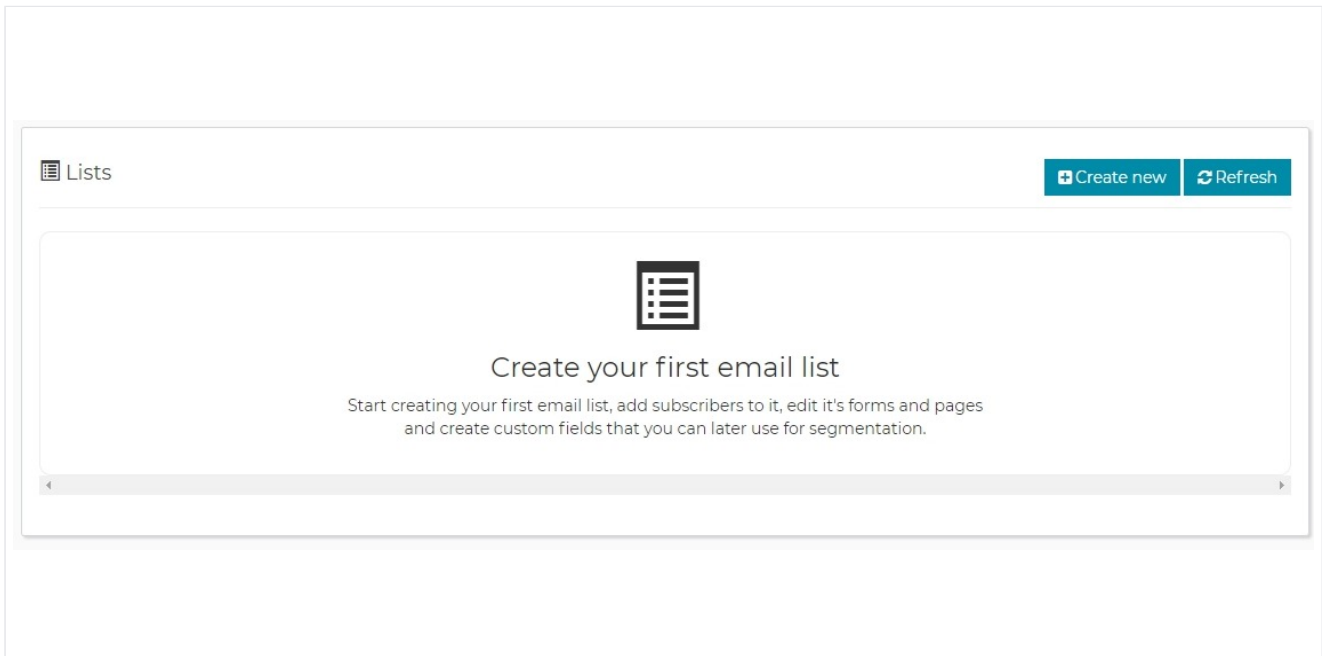 Lists
Create new
Refresh
Create your first email list
Start creating your first email list, add subscribers to it, edit it's forms and pages
and create custom fields that you can later use for segmentation.